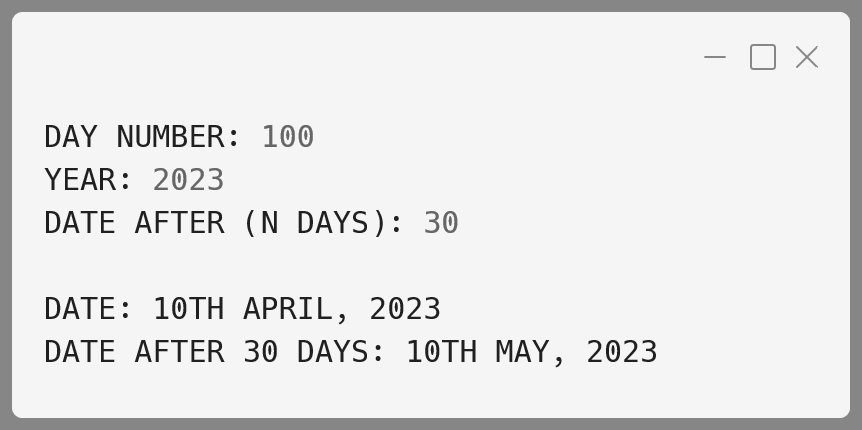 DAY NUMBER: 100
YEAR: 2023
DATE AFTER (N DAYS): 30
DATE: 10TH APRIL, 2023
DATE AFTER 30 DAYS: 10TH MAY, 2023